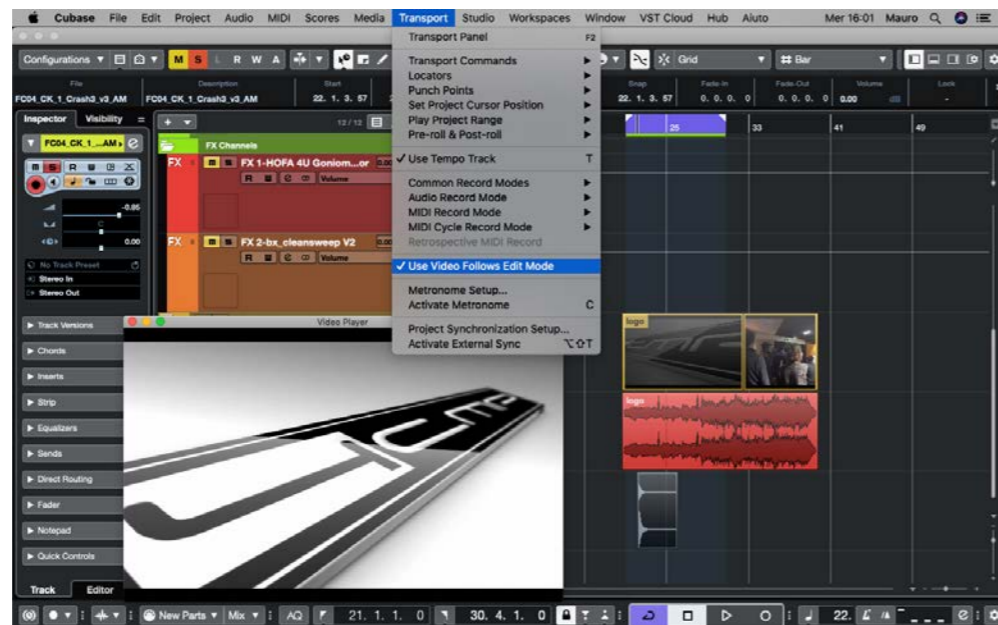 Cubase File Edit Project Audio MIDI Scores Media Transport Studio Workspaces Window VST Cloud Hub Aiuto Mer 16:01 Mauro
Configurations M S L R W A Grid Bar
File Description Start Snap Fade-In Fade-Out Volume Lock
FC04_CK_1_Crash3_v3_AM FC04_CK_1_Crash3_v3_AM 22. 1. 3. 57 22. 1. 3. 57 0. 0. 0. 0 0. 0. 0. 0 0.00 -
Inspector Visibility
12 / 12
25 33 41 49
FC04_CK_1_...AM
FX Channels
FX FX 1-HOFA 4U Goniom...or
R Volume
-0.85
C
0.00
FX FX 2-bx_cleansweep V2
R Volume
No Track Preset
Stereo In
Stereo Out
Track Versions
Chords
Inserts
Strip
Equalizers
Sends
Direct Routing
Fader
Notepad
Quick Controls
Track Editor
Transport Panel F2
Transport Commands
Locators
Punch Points
Set Project Cursor Position
Play Project Range
Pre-roll & Post-roll
✓ Use Tempo Track T
Common Record Modes
Audio Record Mode
MIDI Record Mode
MIDI Cycle Record Mode
Retrospective MIDI Record
✓ Use Video Follows Edit Mode
Metronome Setup...
Activate Metronome C
Project Synchronization Setup...
Activate External Sync ⌥⇧T
Video Player
logo
logo
New Parts Mix AQ 21. 1. 1. 0 30. 4. 1. 0 22.